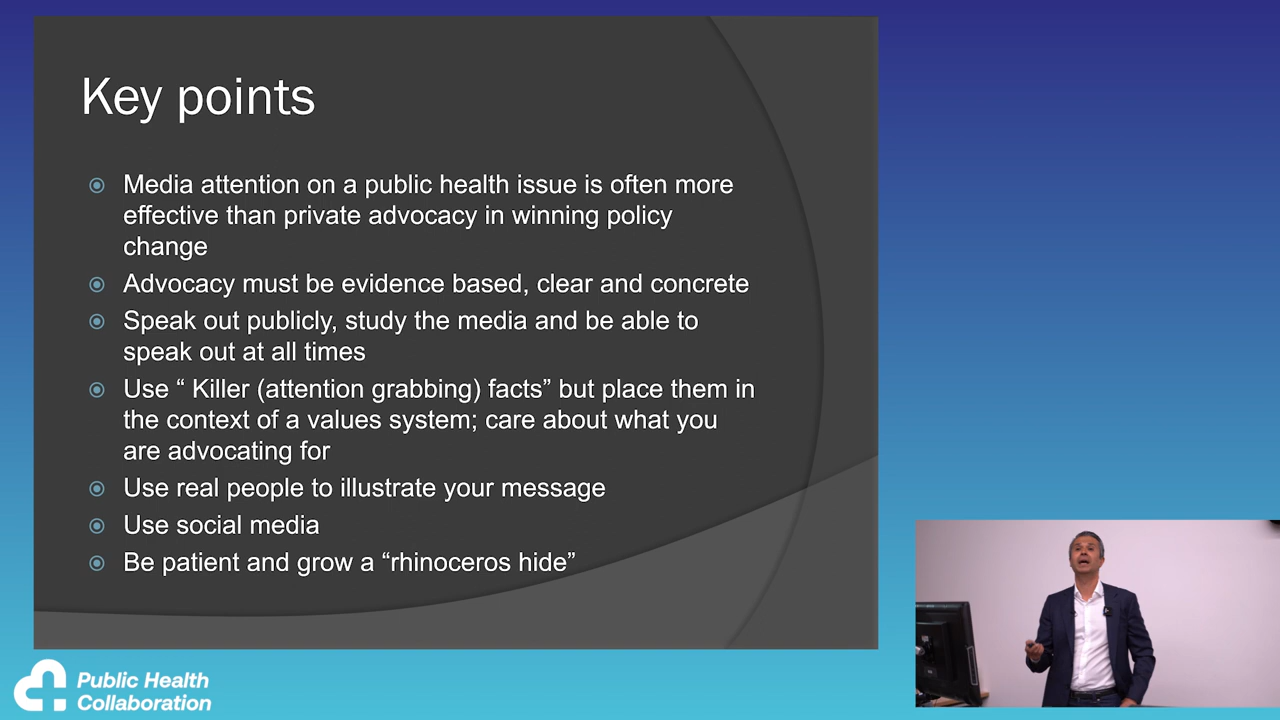 Key points
Media attention on a public health issue is often more
effective than private advocacy in winning policy
change
Advocacy must be evidence based, clear and concrete
Speak out publicly, study the media and be able to
speak out at all times
Use “ Killer (attention grabbing) facts” but place them in
the context of a values system; care about what you
are advocating for
Use real people to illustrate your message
Use social media
Be patient and grow a “rhinoceros hide”
Public Health
Collaboration